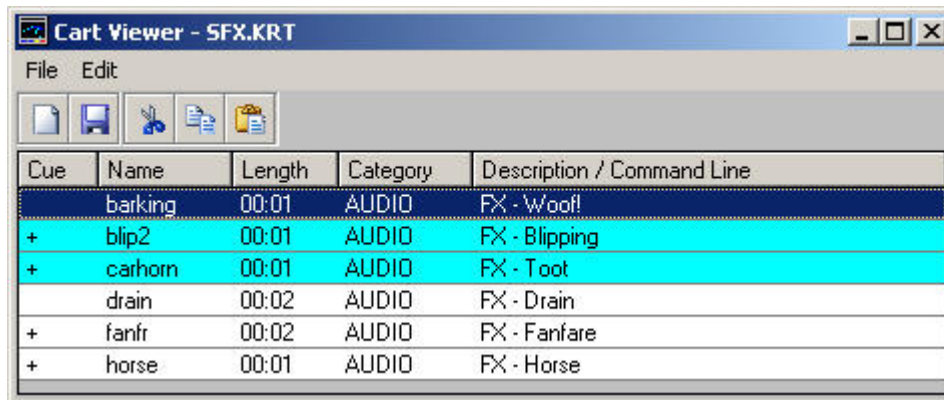 Cart Viewer - SFX.KRT
File Edit
Cue Name Length Category Description / Command Line
barking 00:01 AUDIO FX - Woof!
+ blip2 00:01 AUDIO FX - Blipping
+ carhorn 00:01 AUDIO FX - Toot
drain 00:02 AUDIO FX - Drain
+ fanfr 00:02 AUDIO FX - Fanfare
+ horse 00:01 AUDIO FX - Horse